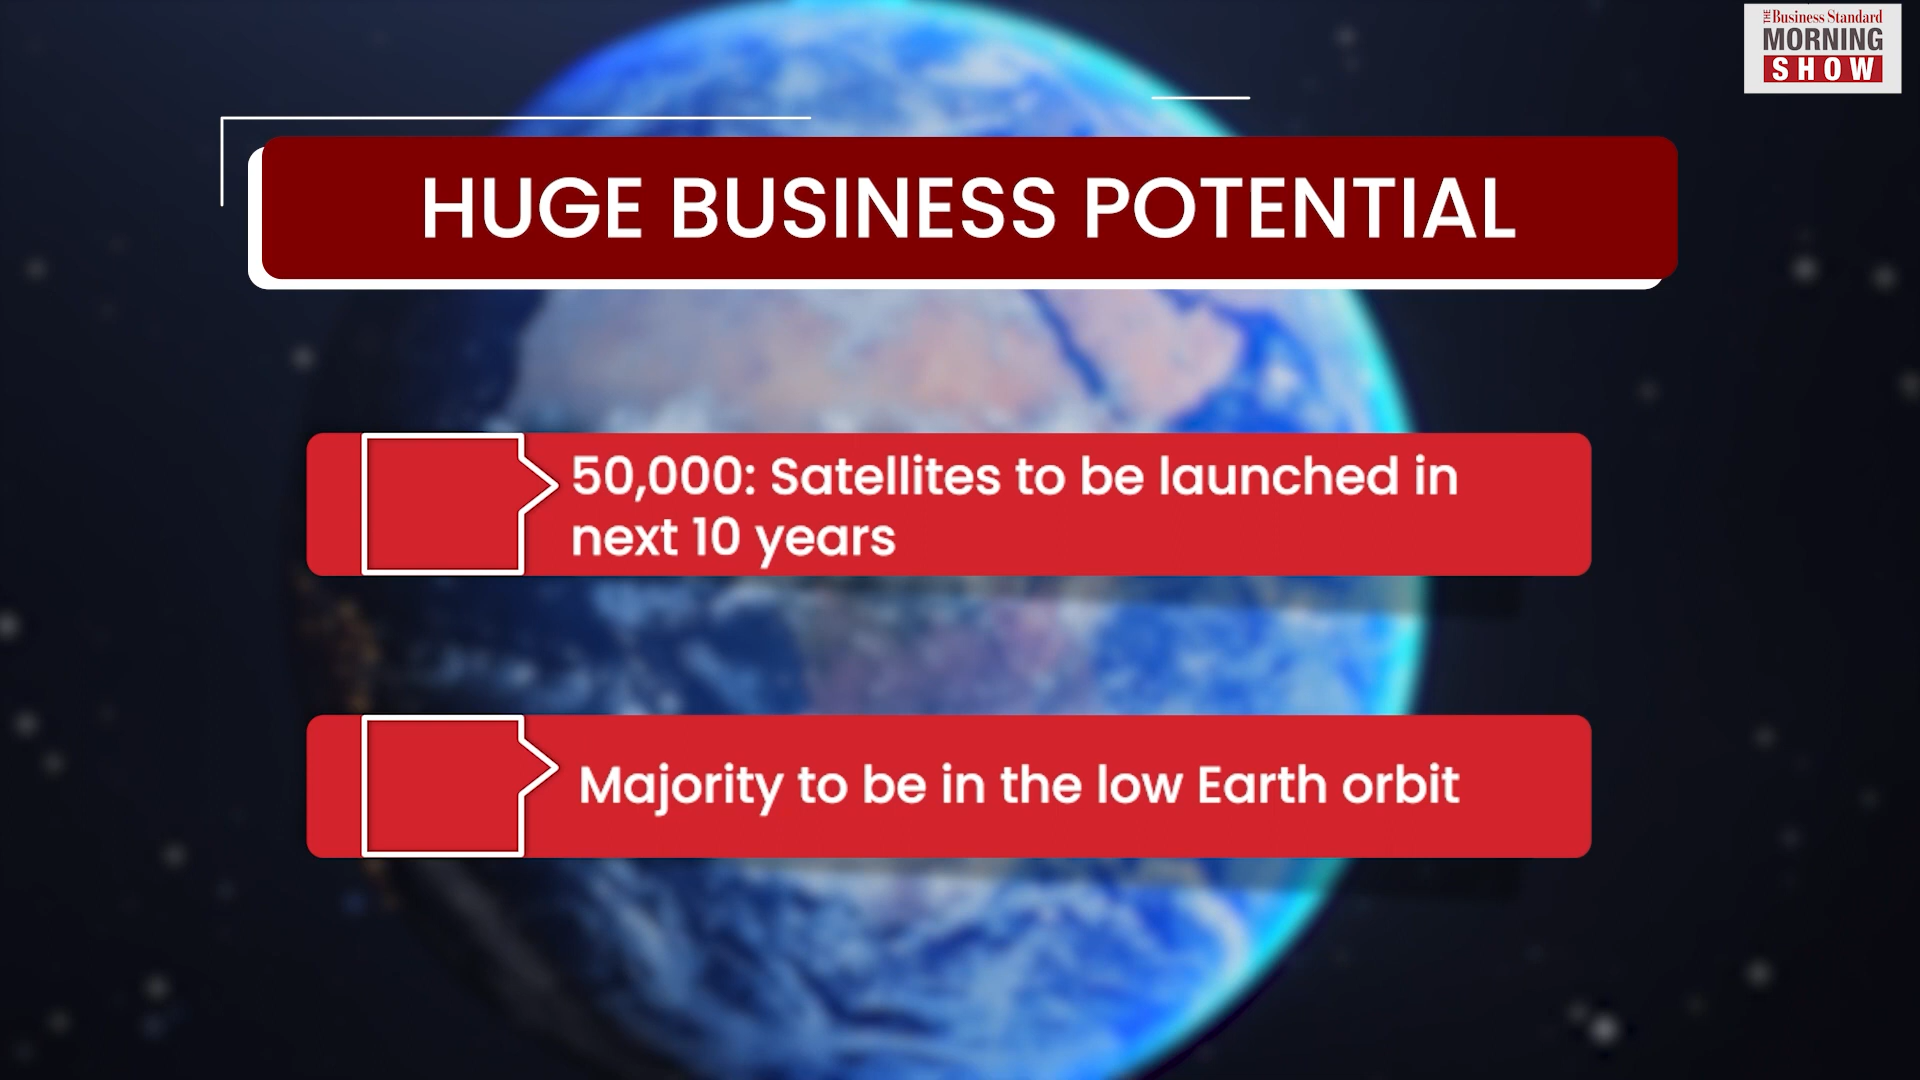 THE Business Standard
MORNING
SHOW
HUGE BUSINESS POTENTIAL
50,000: Satellites to be launched in
next 10 years
Majority to be in the low Earth orbit